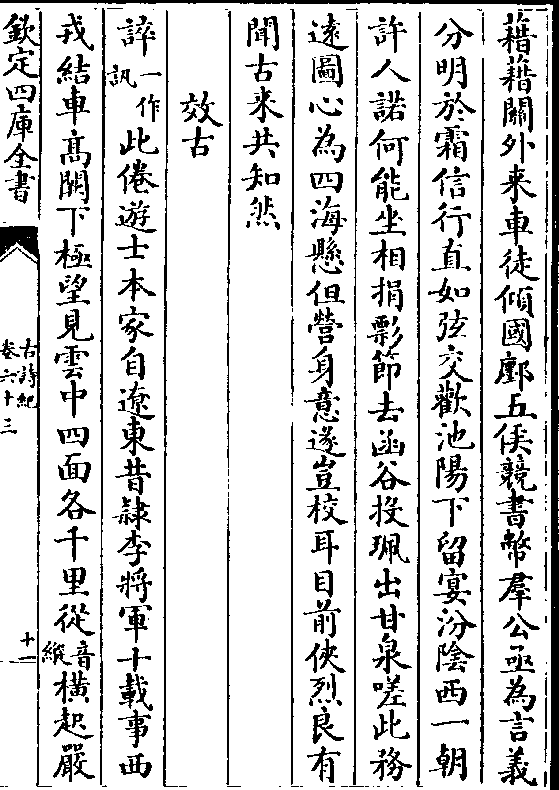 藉藉關外来車徒傾國鄽五侯競書幣羣公亟為言義
分明於霜信行直如弦交歡池陽下留宴汾陰西一朝
許人諾何能坐相捐彯節去函谷投珮出甘泉嗟此務
逺圖心為四海懸但營身意遂豈校耳目前俠烈良有
聞古来共知然
效古
誶一作訊此倦遊士本家自遼東昔隷李將軍十載事西
戎結車髙闕下極望見雲中四面各千里從音縱橫起嚴
欽定四庫全書
古詩紀
卷六十三
十一